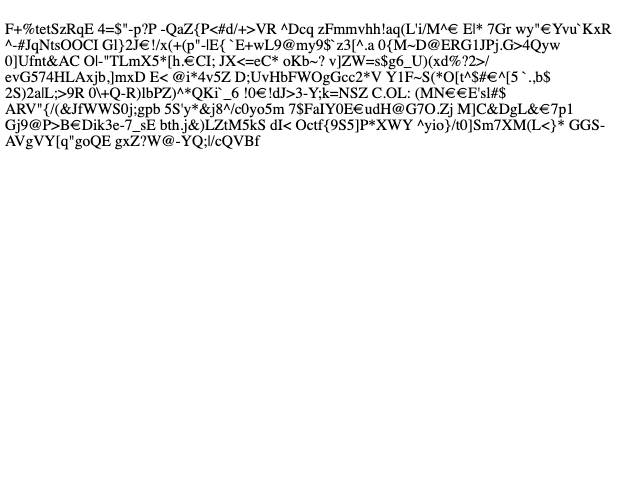 F+%tetSzRqE 4=$"-p?P -QaZ{P<#d/+>VR ^Dcq zFmmvhh!aq(L'i/M^€ E|* 7Gr wy"€Yvu`KxR
^-#JqNtsOOCI Gl}2J€!/x(+(p"-|E{ `E+wL9@my9$`z3[^.a 0{M~D@ERG1JPj.G>4Qyw
0]Ufnt&AC O|-"TLmX5*[h.€CI; JX<=eC* oKb~? v]ZW=s$g6_U)(xd%?2>/
evG574HLAxjb,]mxD E< @i*4v5Z D;UvHbFWOgGcc2*V Y1F~S(*O[t^$#€^[5 `.,b$
2S)2a|L;>9R 0\+Q-R)lbPZ)^*QKi`_6 !0€!dJ>3-Y;k=NSZ C.OL: (MN€€E's!#$
ARV"{/(&JfWWS0j;gpb 5S'y*&j8^/c0yo5m 7$FaIY0E€udH@G7O.Zj M]C&DgL&€7p1
Gj9@P>B€Dik3e-7_sE bth.j&)LZtM5kS dI< Octf{9S5]P*XWY ^yio}/t0]Sm7XM(L<}* GGS-
AVgVY[q"goQE gxZ?W@-YQ;|/cQVBf